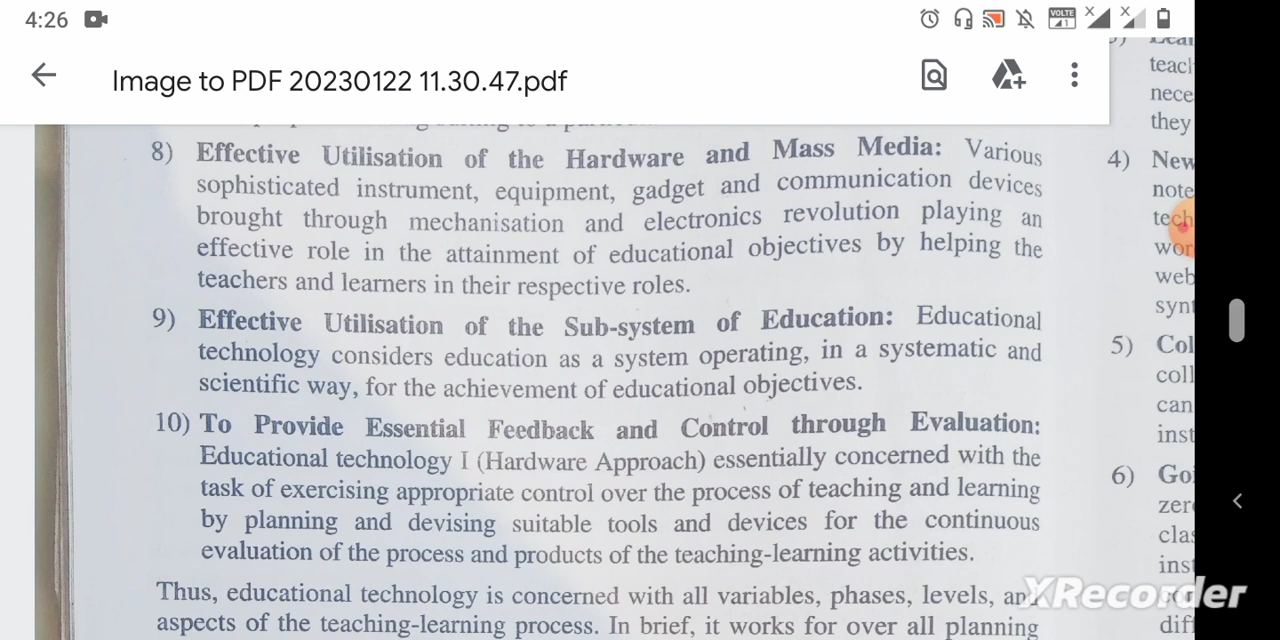 4:26
VOLTE
Image to PDF 20230122 11.30.47.pdf
8) Effective Utilisation of the Hardware and Mass Media: Various
sophisticated instrument, equipment, gadget and communication devices
brought through mechanisation and electronics revolution playing an
effective role in the attainment of educational objectives by helping the
teachers and learners in their respective roles.
9) Effective Utilisation of the Sub-system of Education: Educational
technology considers education as a system operating, in a systematic and
scientific way, for the achievement of educational objectives.
10) To Provide Essential Feedback and Control through Evaluation:
Educational technology I (Hardware Approach) essentially concerned with the
task of exercising appropriate control over the process of teaching and learning
by planning and devising suitable tools and devices for the continuous
evaluation of the process and products of the teaching-learning activities.
Thus, educational technology is concerned with all variables, phases, levels, and
aspects of the teaching-learning process. In brief, it works for over all planning
teach
nece
they
4) New
note
tech
wor
web
synt
5) Col
coll
can
inst
6) Goi
zero
clas
inst
diff
XRecorder